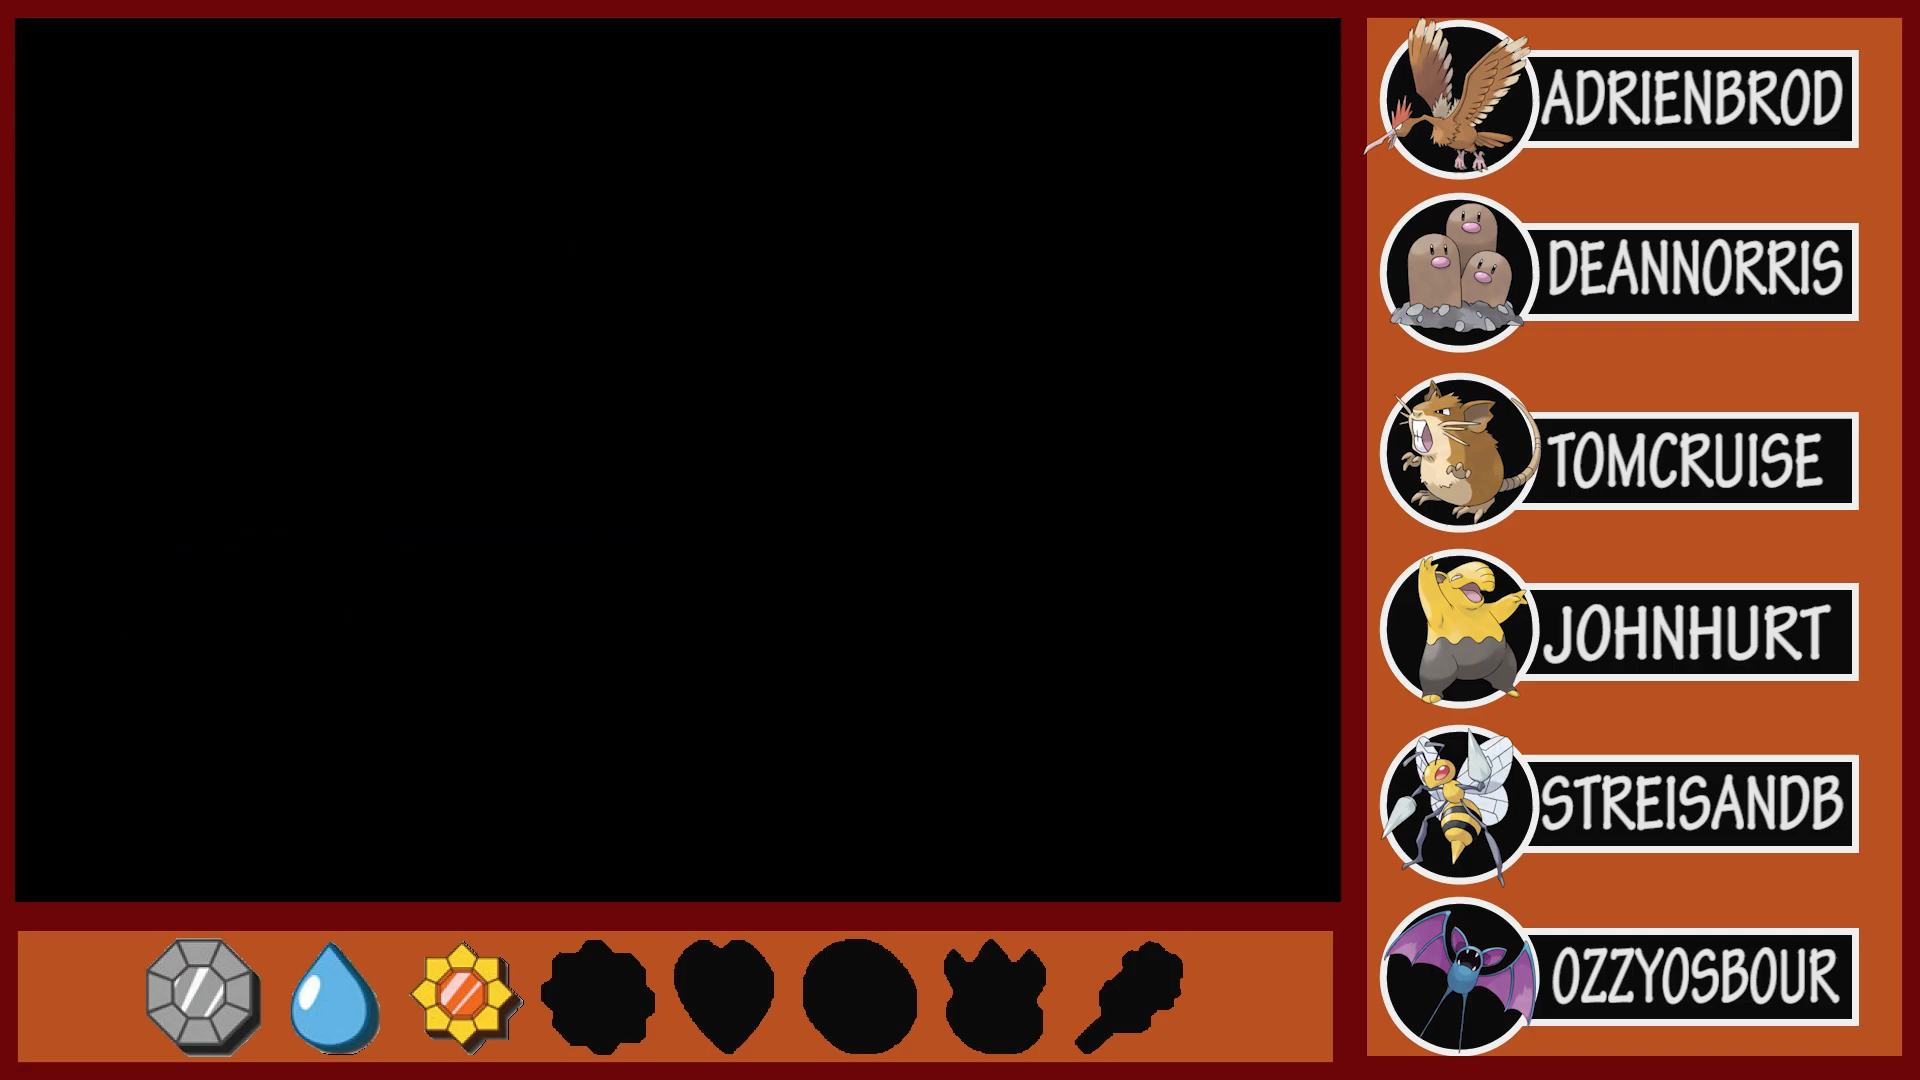 ADRIENBROD
DEANNORRIS
TOMCRUISE
JOHNHURT
STREISANDB
OZZYOSBOUR